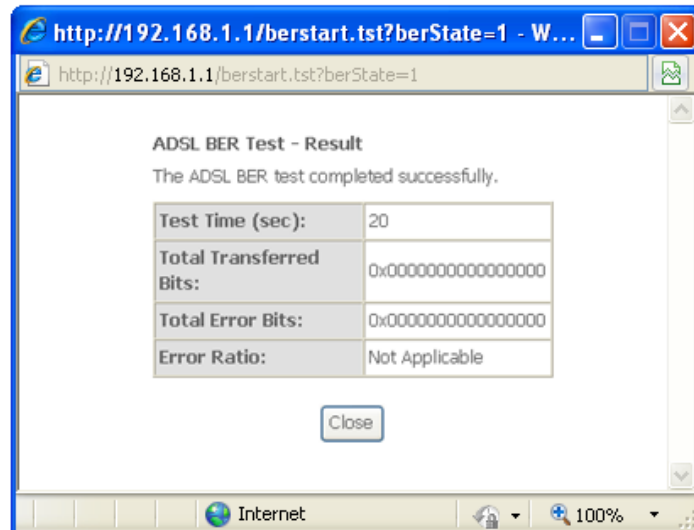 http://192.168.1.1/berstart.tst?berState=1 - W...
http://192.168.1.1/berstart.tst?berState=1
ADSL BER Test - Result
The ADSL BER test completed successfully.
Test Time (sec): 20
Total Transferred
Bits: 0x0000000000000000
Total Error Bits: 0x0000000000000000
Error Ratio: Not Applicable
Close
Internet 100%